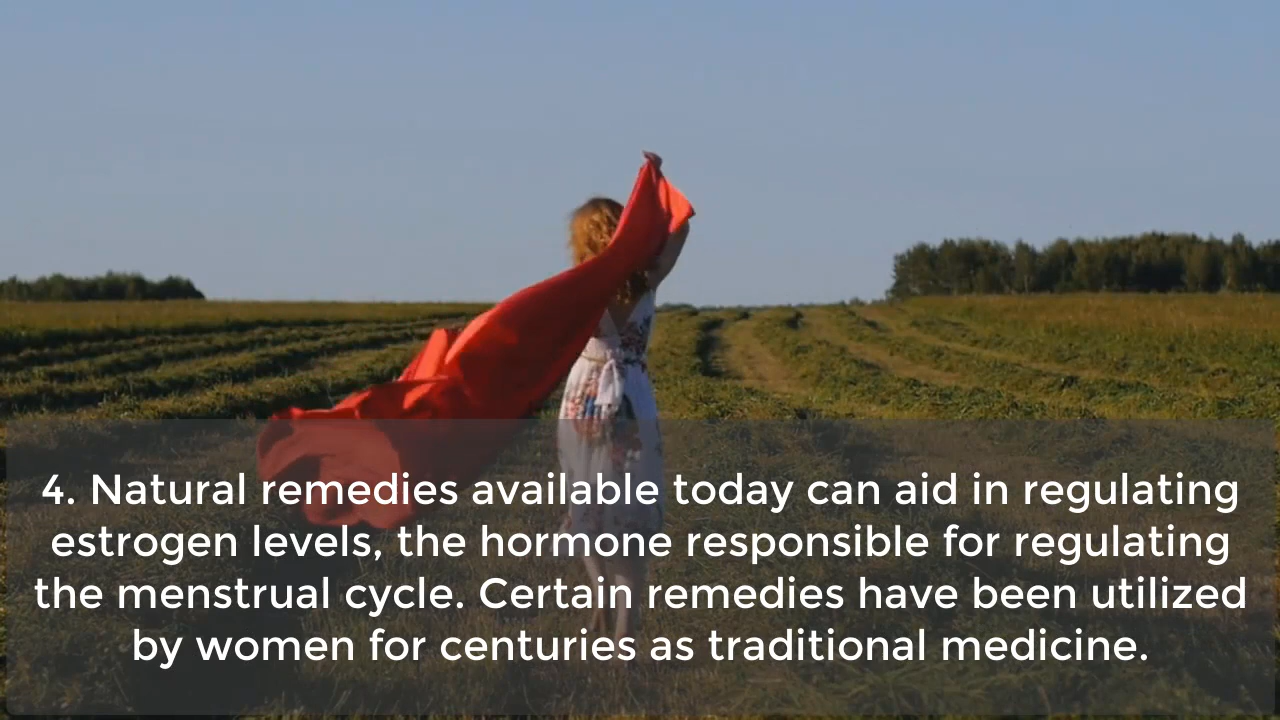 4. Natural remedies available today can aid in regulating
estrogen levels, the hormone responsible for regulating
the menstrual cycle. Certain remedies have been utilized
by women for centuries as traditional medicine.